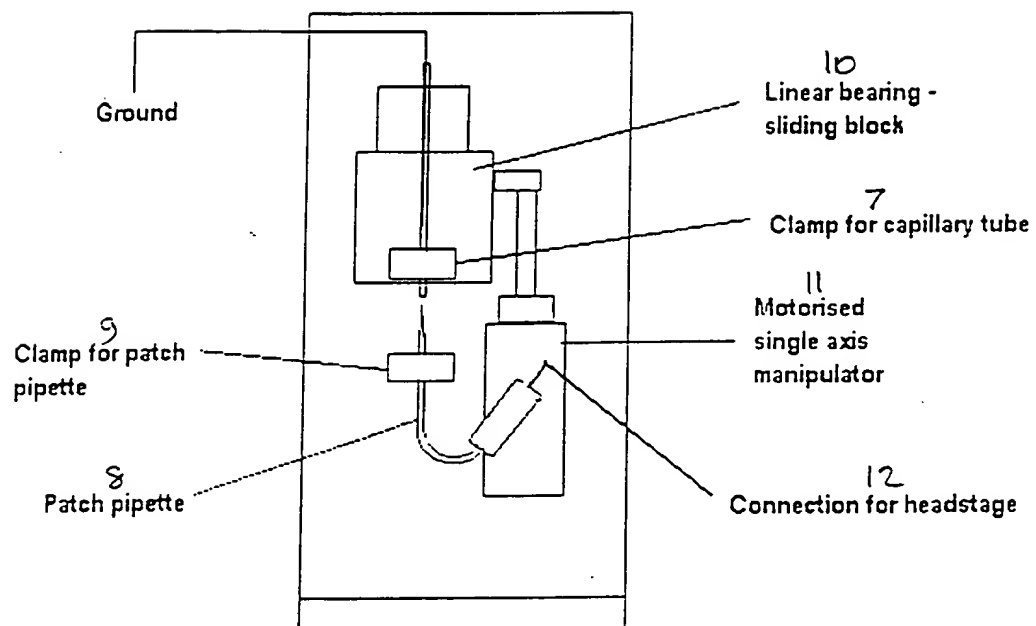 Ground
10
Linear bearing -
sliding block
7
Clamp for capillary tube
11
Motorised
single axis
manipulator
9
Clamp for patch
pipette
8
Patch pipette
12
Connection for headstage